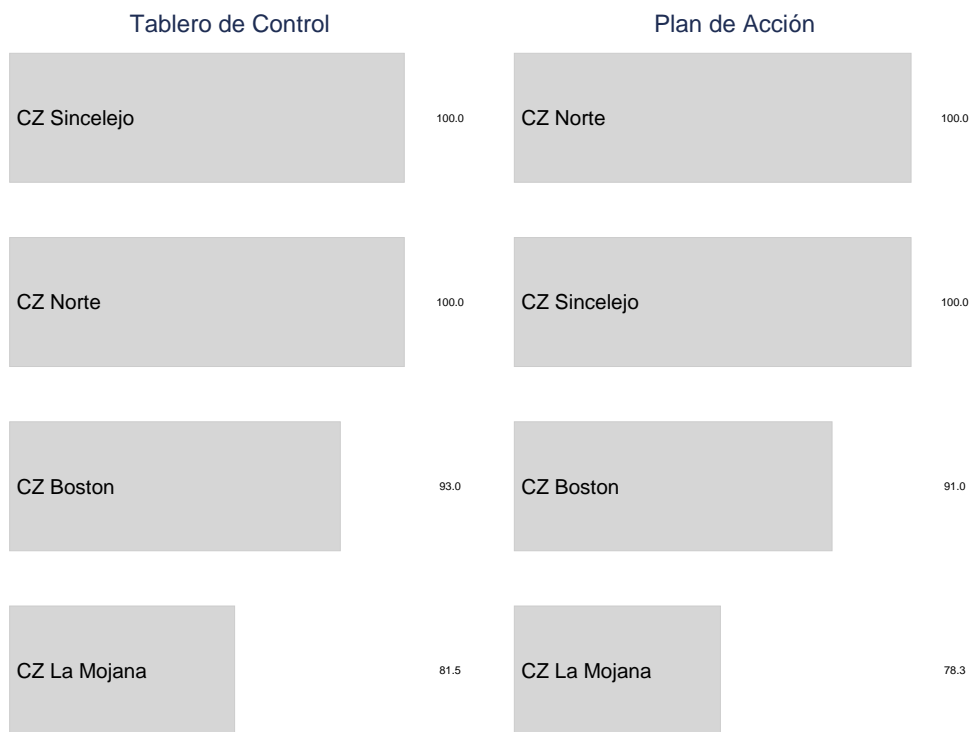 Tablero de Control
CZ Sincelejo 100.0
CZ Norte 100.0
CZ Boston 93.0
CZ La Mojana 81.5
Plan de Acción
CZ Norte 100.0
CZ Sincelejo 100.0
CZ Boston 91.0
CZ La Mojana 78.3